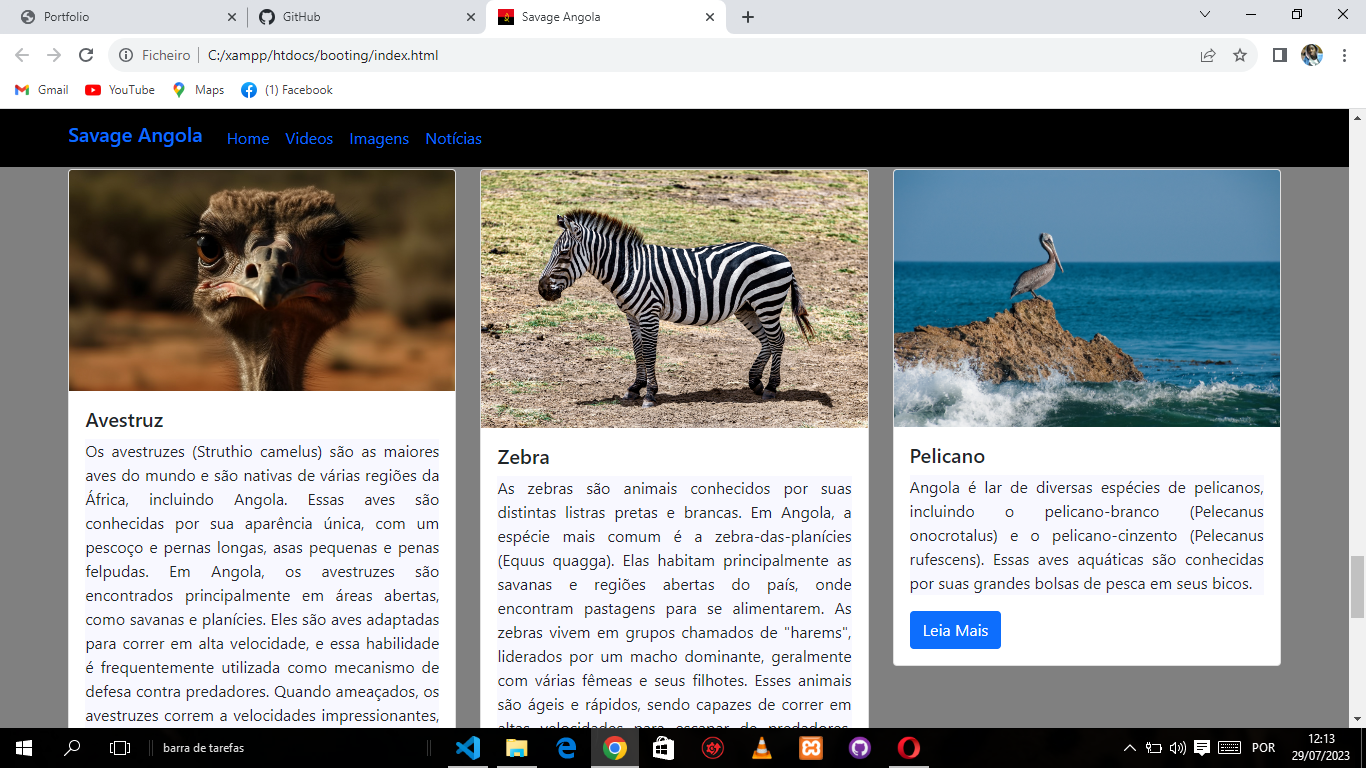 Portfolio
GitHub
Savage Angola
Ficheiro
C:/xampp/htdocs/booting/index.html
Gmail
YouTube
Maps
(1) Facebook
Savage Angola
Home
Videos
Imagens
Notícias
Avestruz
Os avestruzes (Struthio camelus) são as maiores
aves do mundo e são nativas de várias regiões da
África, incluindo Angola. Essas aves são
conhecidas por sua aparência única, com um
pescoço e pernas longas, asas pequenas e penas
felpudas. Em Angola, os avestruzes são
encontrados principalmente em áreas abertas,
como savanas e planícies. Eles são aves adaptadas
para correr em alta velocidade, e essa habilidade
é frequentemente utilizada como mecanismo de
defesa contra predadores. Quando ameaçados, os
avestruzes correm a velocidades impressionantes,
Zebra
As zebras são animais conhecidos por suas
distintas listras pretas e brancas. Em Angola, a
espécie mais comum é a zebra-das-planícies
(Equus quagga). Elas habitam principalmente as
savanas e regiões abertas do país, onde
encontram pastagens para se alimentarem. As
zebras vivem em grupos chamados de "harems",
liderados por um macho dominante, geralmente
com várias fêmeas e seus filhotes. Esses animais
são ágeis e rápidos, sendo capazes de correr em
altas velocidades para escapar de predadores.
Pelicano
Angola é lar de diversas espécies de pelicanos,
incluindo o pelicano-branco (Pelecanus
onocrotalus) e o pelicano-cinzento (Pelecanus
rufescens). Essas aves aquáticas são conhecidas
por suas grandes bolsas de pesca em seus bicos.
Leia Mais
barra de tarefas
POR
12:13
29/07/2023